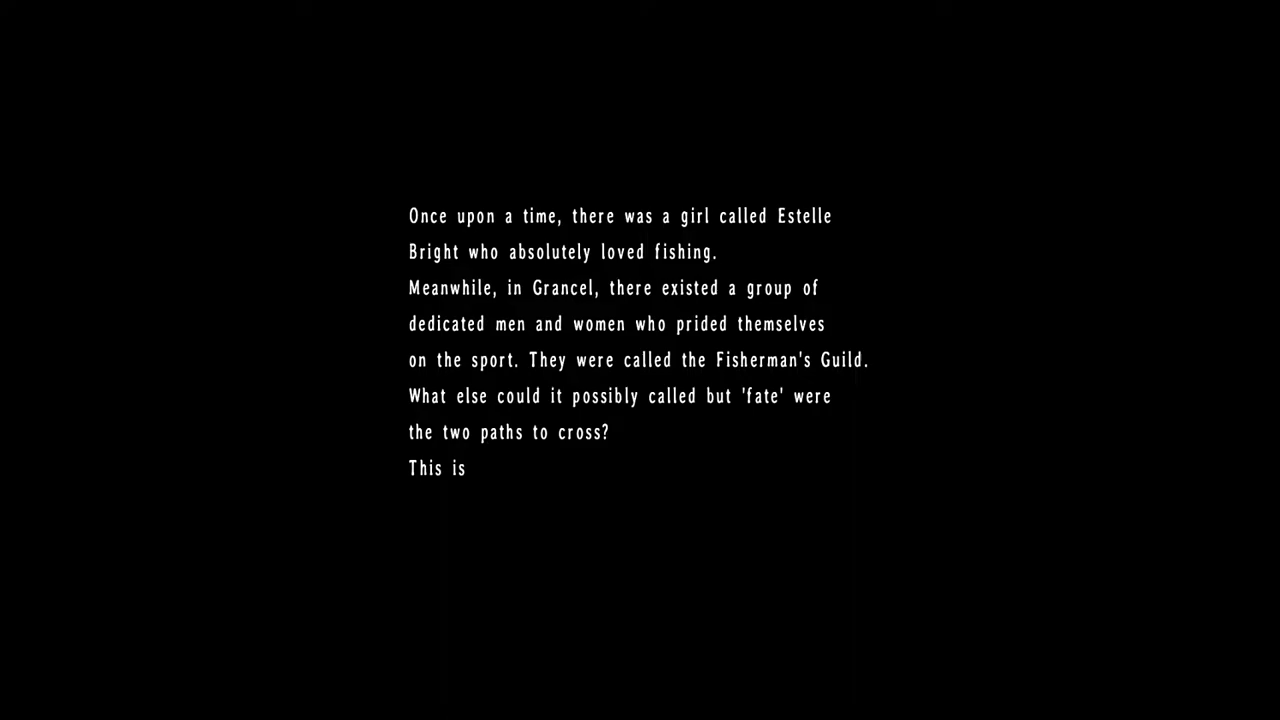 Once upon a time, there was a girl called Estelle
Bright who absolutely loved fishing.
Meanwhile, in Grancel, there existed a group of
dedicated men and women who prided themselves
on the sport. They were called the Fisherman's Guild.
What else could it possibly called but 'fate' were
the two paths to cross?
This is